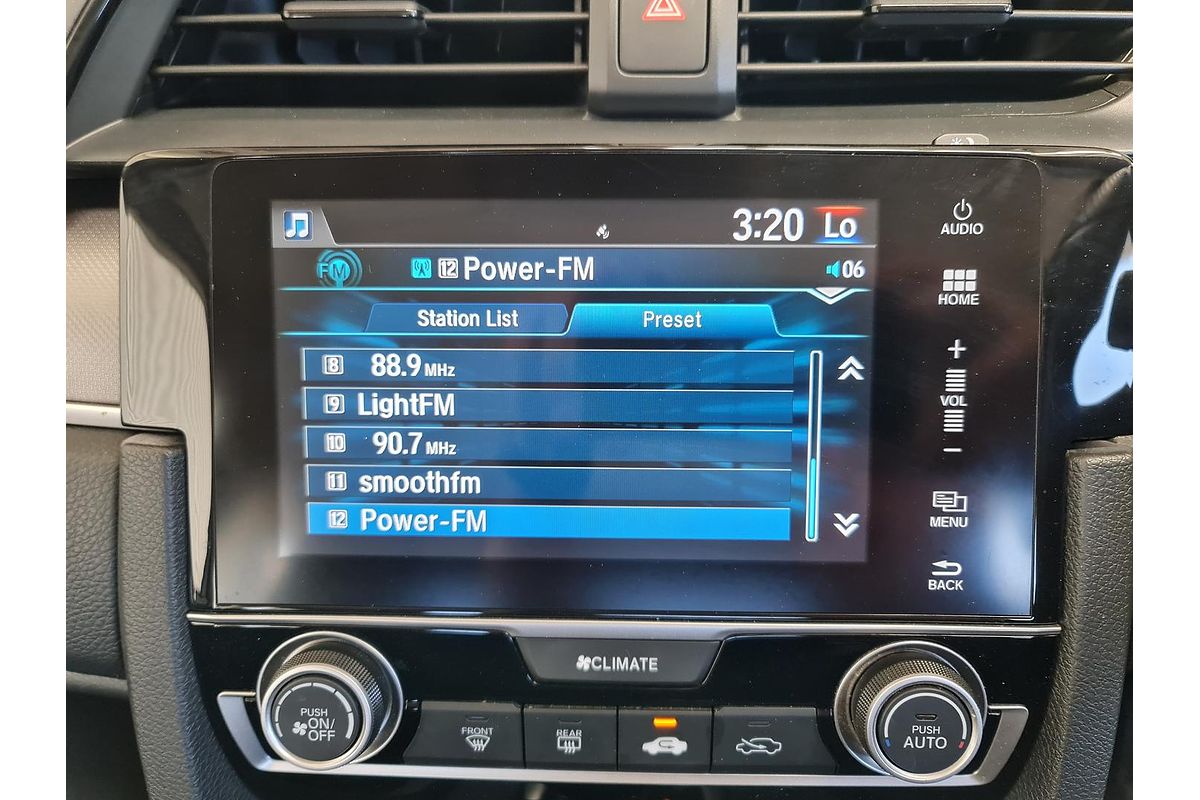 3:20 Lo
FM 12 Power-FM 06
Station List Preset
8 88.9 MHz
9 LightFM
10 90.7 MHz
11 smoothfm
12 Power-FM
AUDIO
HOME
+
VOL
-
MENU
BACK
CLIMATE
PUSH
ON/
OFF
FRONT
REAR
PUSH
AUTO